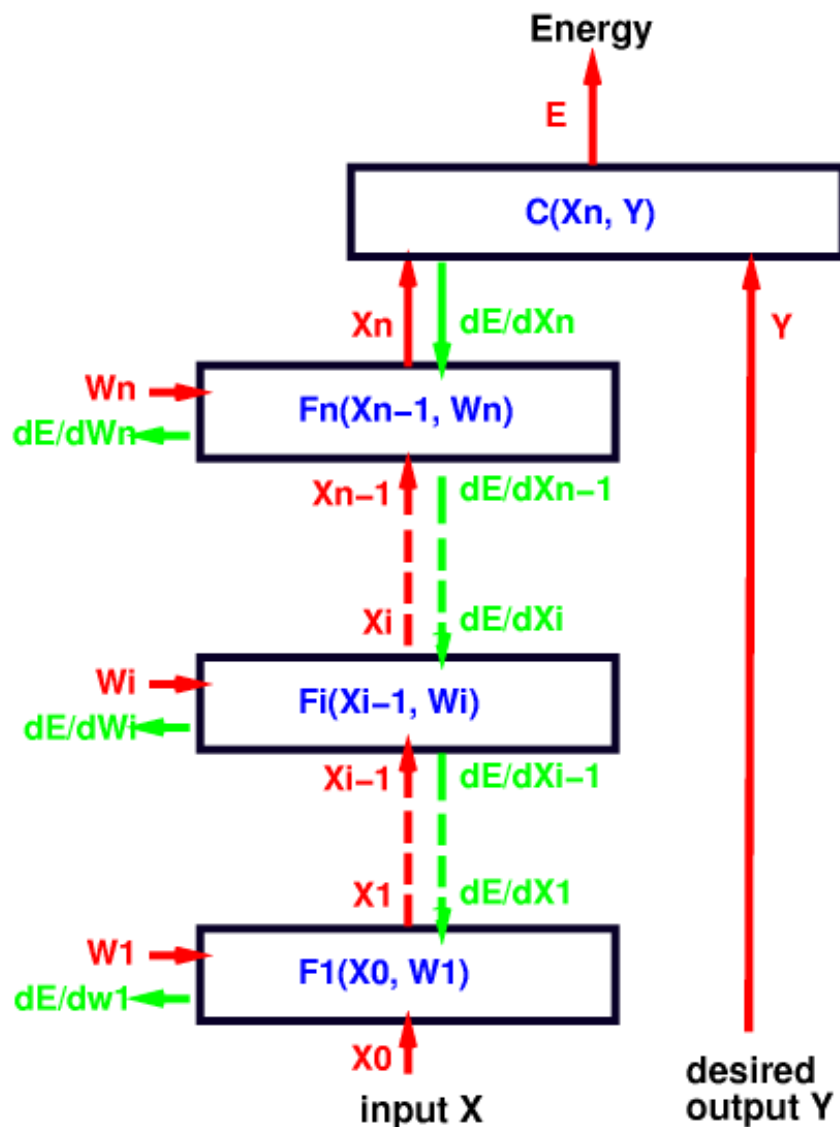 Energy
E
C(Xn, Y)
Xn
dE/dXn
Y
Wn
Fn(Xn−1, Wn)
dE/dWn
Xn−1
dE/dXn−1
Xi
dE/dXi
Wi
Fi(Xi−1, Wi)
dE/dWi
Xi−1
dE/dXi−1
X1
dE/dX1
W1
F1(X0, W1)
dE/dw1
X0
input X
desired
output Y